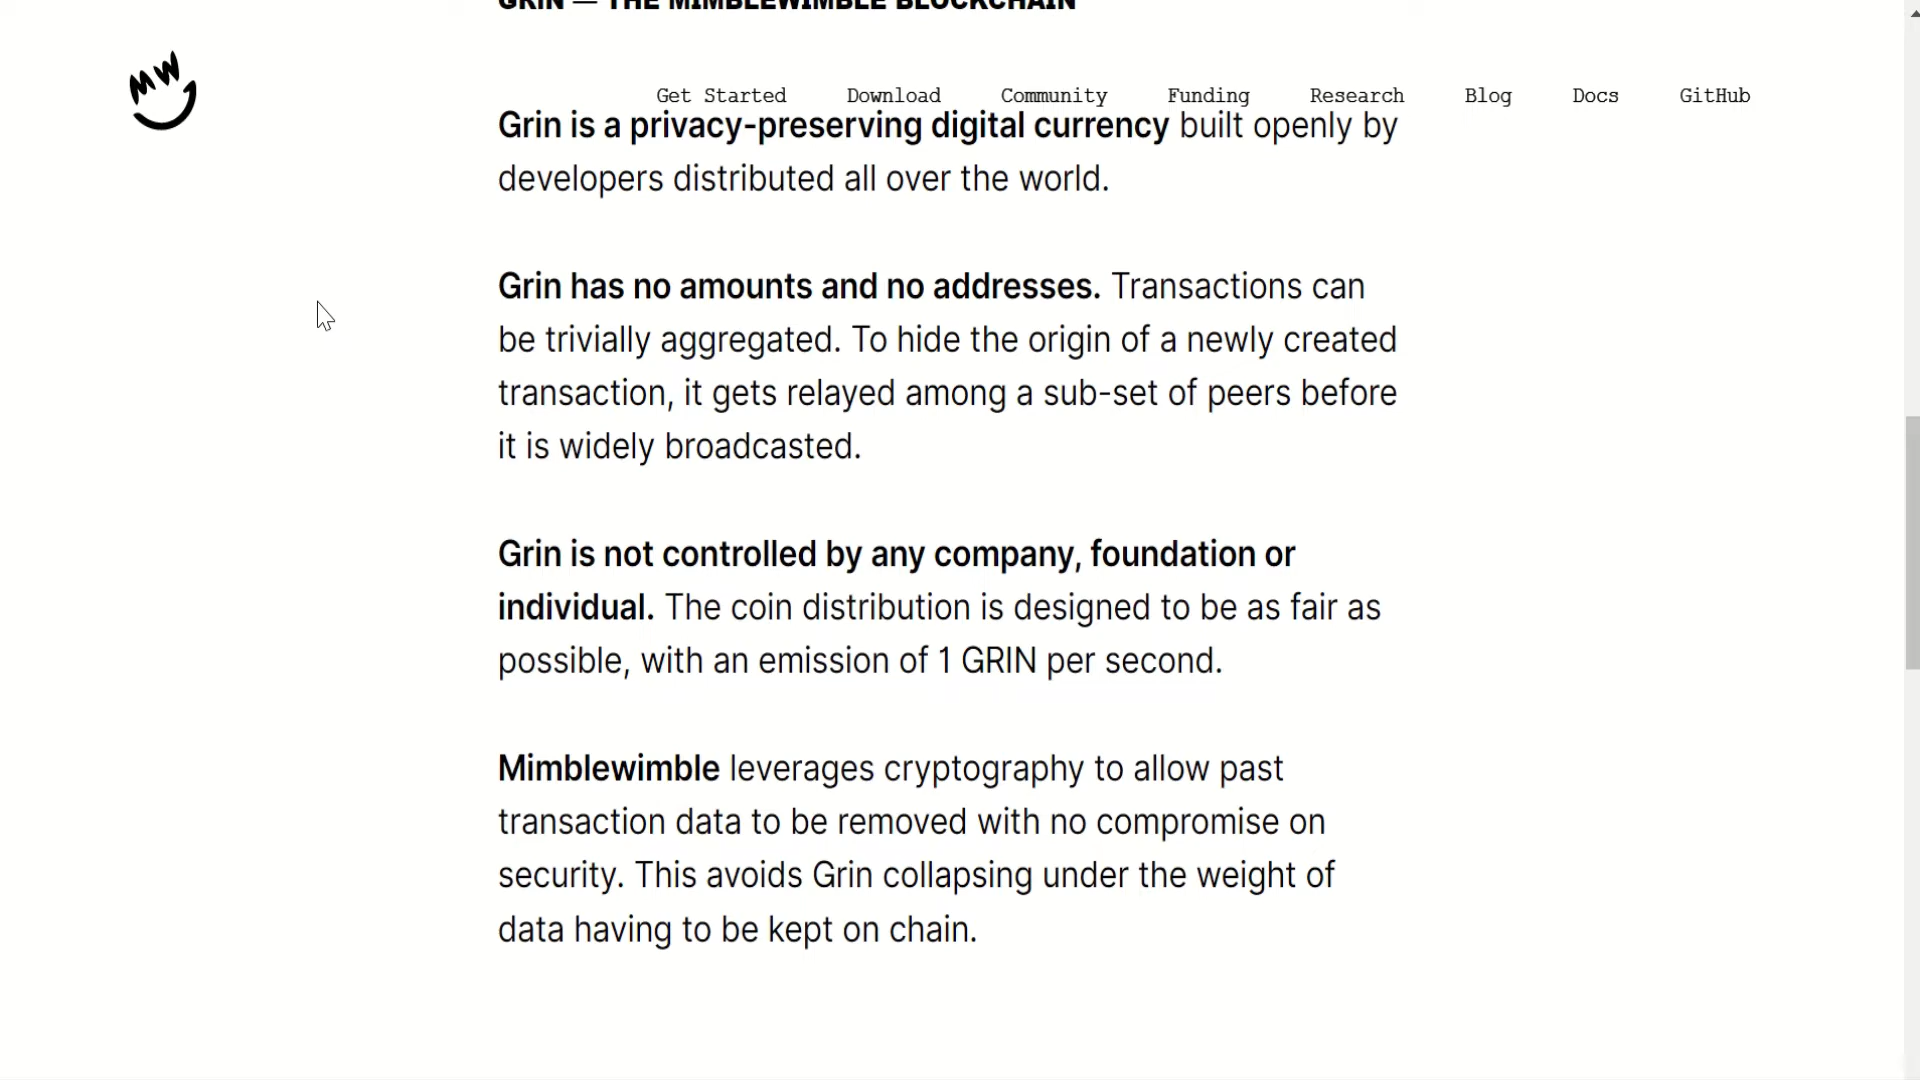 GRIN — THE MIMBLEWIMBLE BLOCKCHAIN
MW
Get Started Download Community Funding Research Blog Docs GitHub
Grin is a privacy-preserving digital currency built openly by
developers distributed all over the world.
Grin has no amounts and no addresses. Transactions can
be trivially aggregated. To hide the origin of a newly created
transaction, it gets relayed among a sub-set of peers before
it is widely broadcasted.
Grin is not controlled by any company, foundation or
individual. The coin distribution is designed to be as fair as
possible, with an emission of 1 GRIN per second.
Mimblewimble leverages cryptography to allow past
transaction data to be removed with no compromise on
security. This avoids Grin collapsing under the weight of
data having to be kept on chain.